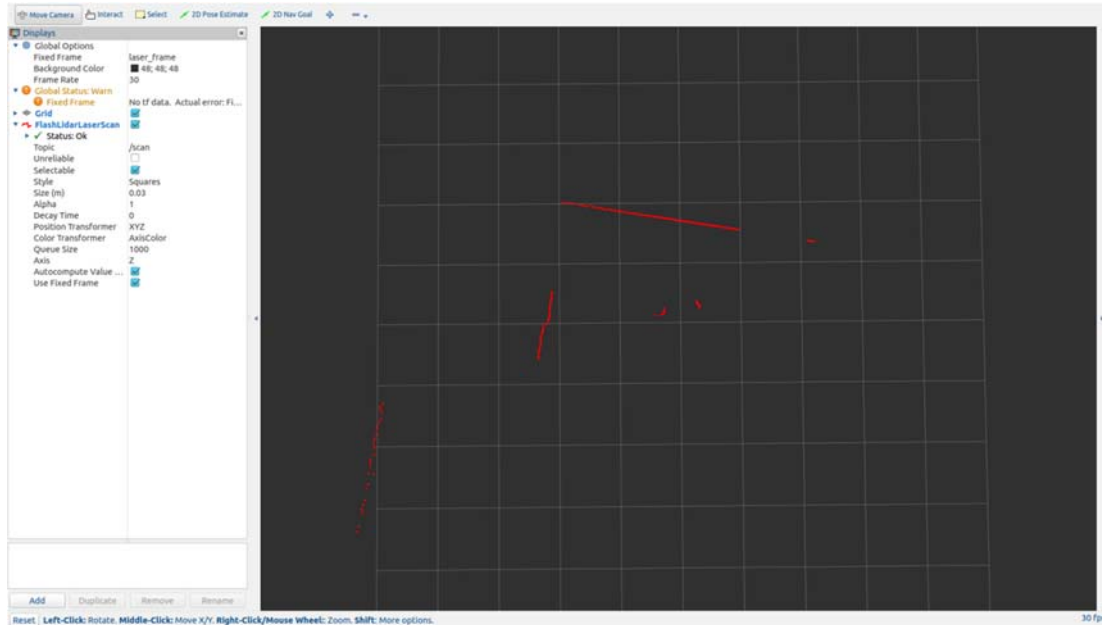 Move Camera Interact Select 2D Pose Estimate 2D Nav Goal
Displays
Global Options
Fixed Frame laser_frame
Background Color 48; 48; 48
Frame Rate 30
Global Status: Warn
Fixed Frame No tf data. Actual error: Fi...
Grid
FlashLidarLaserScan
Status: Ok
Topic /scan
Unreliable
Selectable
Style Squares
Size (m) 0.03
Alpha 1
Decay Time 0
Position Transformer XYZ
Color Transformer AxisColor
Queue Size 1000
Axis Z
Autocompute Value ...
Use Fixed Frame
Add Duplicate Remove Rename
Reset Left-Click: Rotate. Middle-Click: Move X/Y. Right-Click/Mouse Wheel: Zoom. Shift: More options. 30 fp